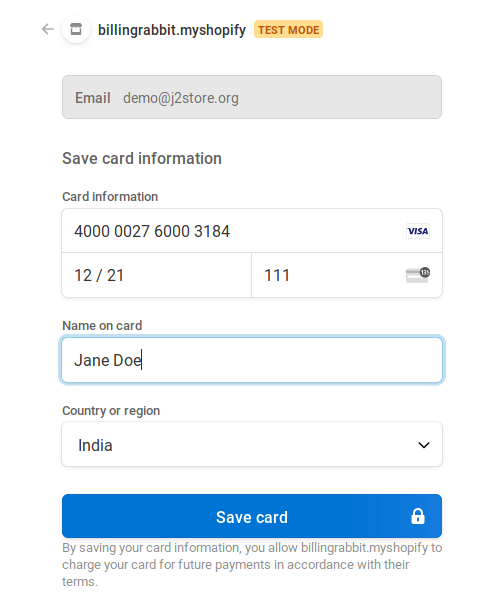 billingrabbit.myshopify TEST MODE
Email demo@j2store.org
Save card information
Card information
4000 0027 6000 3184 VISA
12 / 21 111 135
Name on card
Jane Doe
Country or region
India
Save card
By saving your card information, you allow billingrabbit.myshopify to
charge your card for future payments in accordance with their
terms.